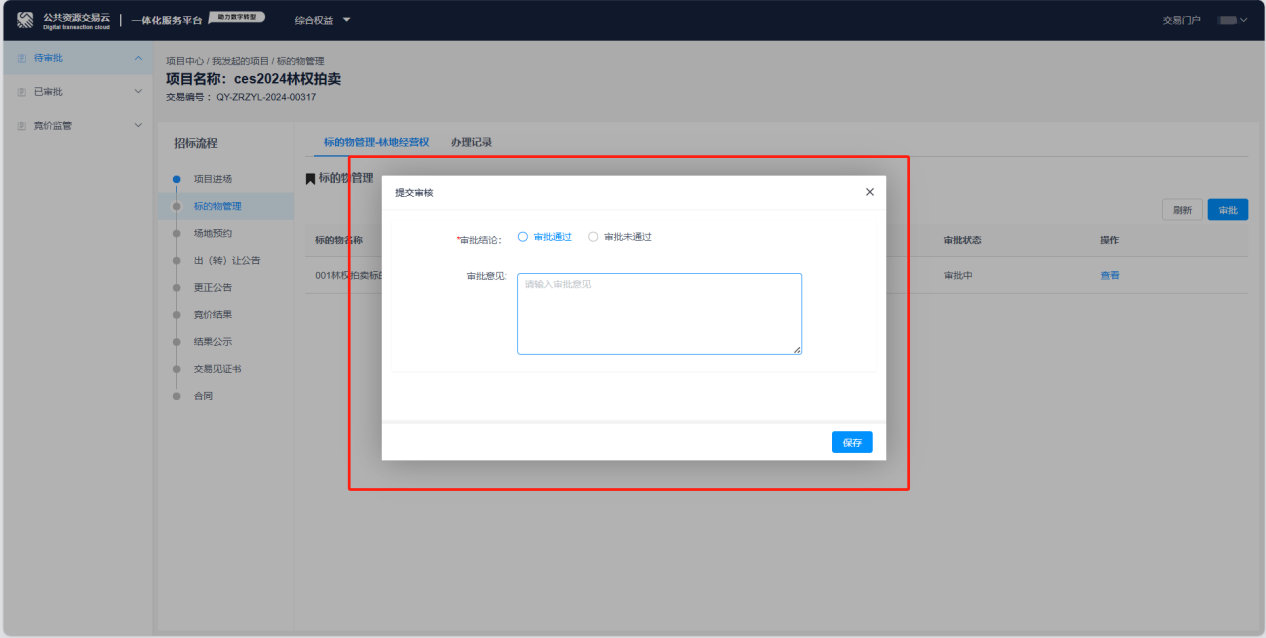 公共资源交易云
Digital transaction cloud
一体化服务平台
助力数字转型
综合权益
交易门户
待审批
已审批
竞价监管
项目中心 / 我发起的项目 / 标的物管理
项目名称：ces2024林权拍卖
交易编号： QY-ZRZYL-2024-00317
招标流程
项目进场
标的物管理
场地预约
出（转）让公告
更正公告
竞价结果
结果公示
交易见证书
合同
标的物管理-林地经营权 办理记录
标的物管理
刷新 审批
标的物名称 审批状态 操作
001林权拍卖标的 审批中 查看
提交审核
*审批结论： 审批通过 审批未通过
审批意见:
请输入审批意见
保存